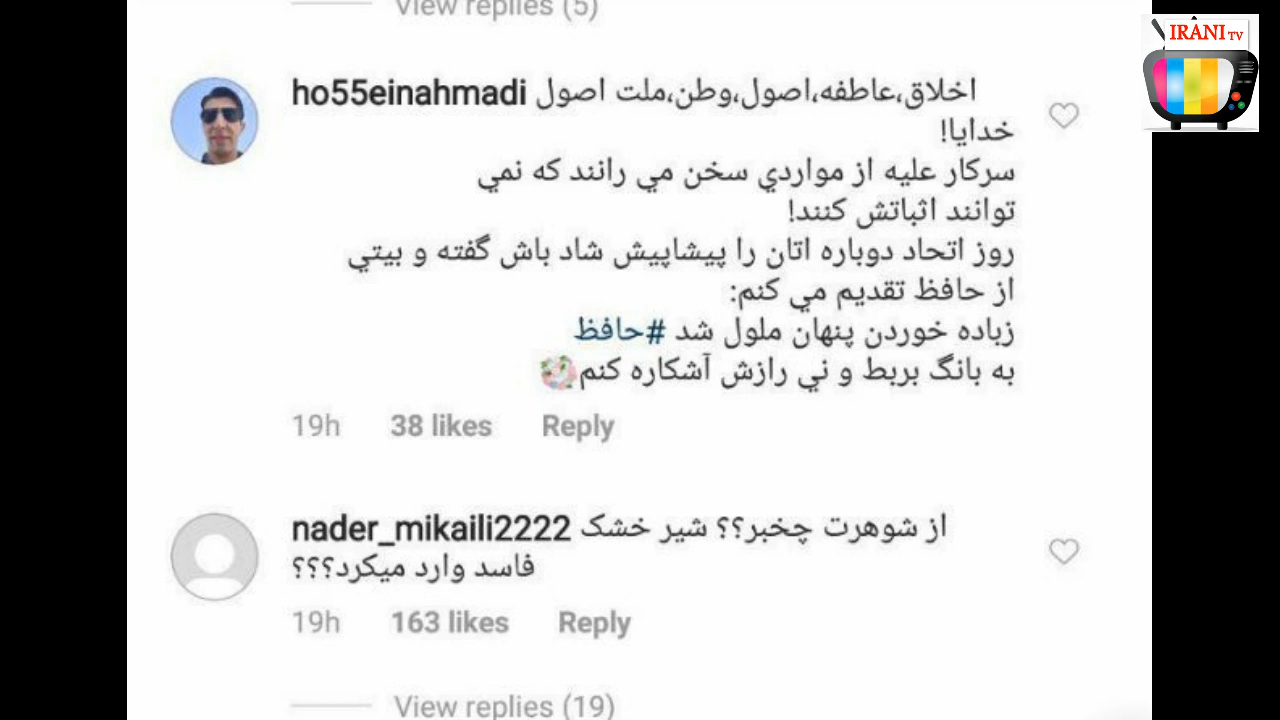 View replies (5)
IRANI TV
ho55einahmadi اخلاق،عاطفه،اصول،وطن،ملت اصول
خدایا!
سرکار علیه از مواردي سخن مي رانند که نمي
توانند اثباتش کنند!
روز اتحاد دوباره اتان را پیشاپیش شاد باش گفته و بیتي
از حافظ تقدیم مي کنم:
زباده خوردن پنهان ملول شد #حافظ
به بانگ بربط و ني رازش آشکاره کنم
19h 38 likes Reply
nader_mikaili2222 از شوهرت چخبر؟؟ شیر خشک
فاسد وارد میکرد؟؟؟
19h 163 likes Reply
View replies (19)